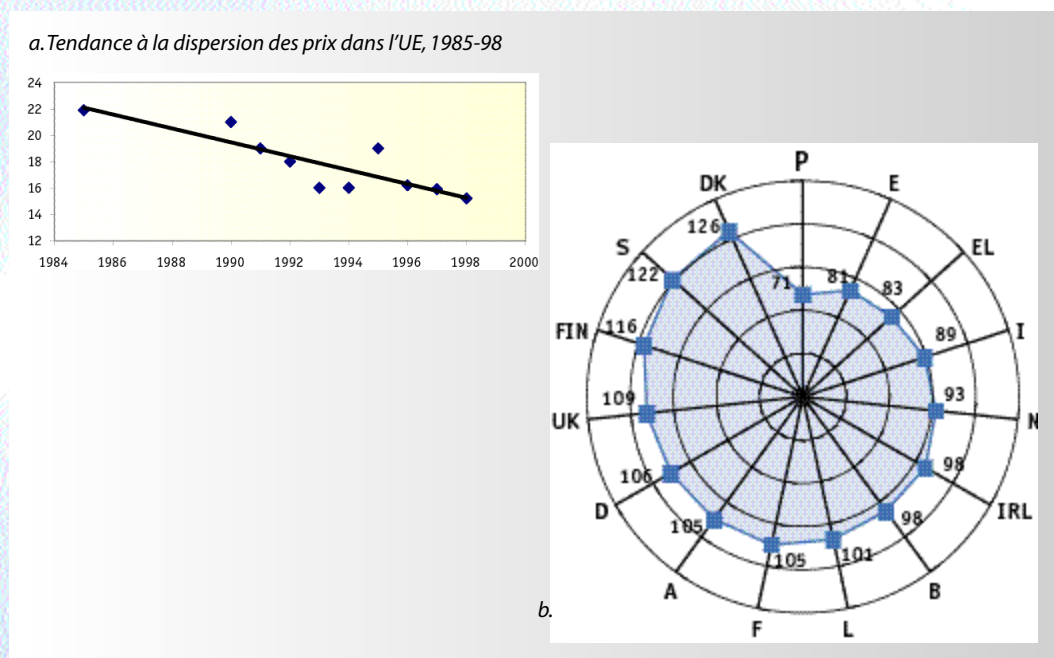 a. Tendance à la dispersion des prix dans l'UE, 1985-98
24
22
20
18
16
14
12
1984 1986 1988 1990 1992 1994 1996 1998 2000
P
DK E
126
S EL
122 71 81 83
FIN 116 89 I
109 93
UK N
106 98
D IRL
105 98
105 101
A B
b.
F L